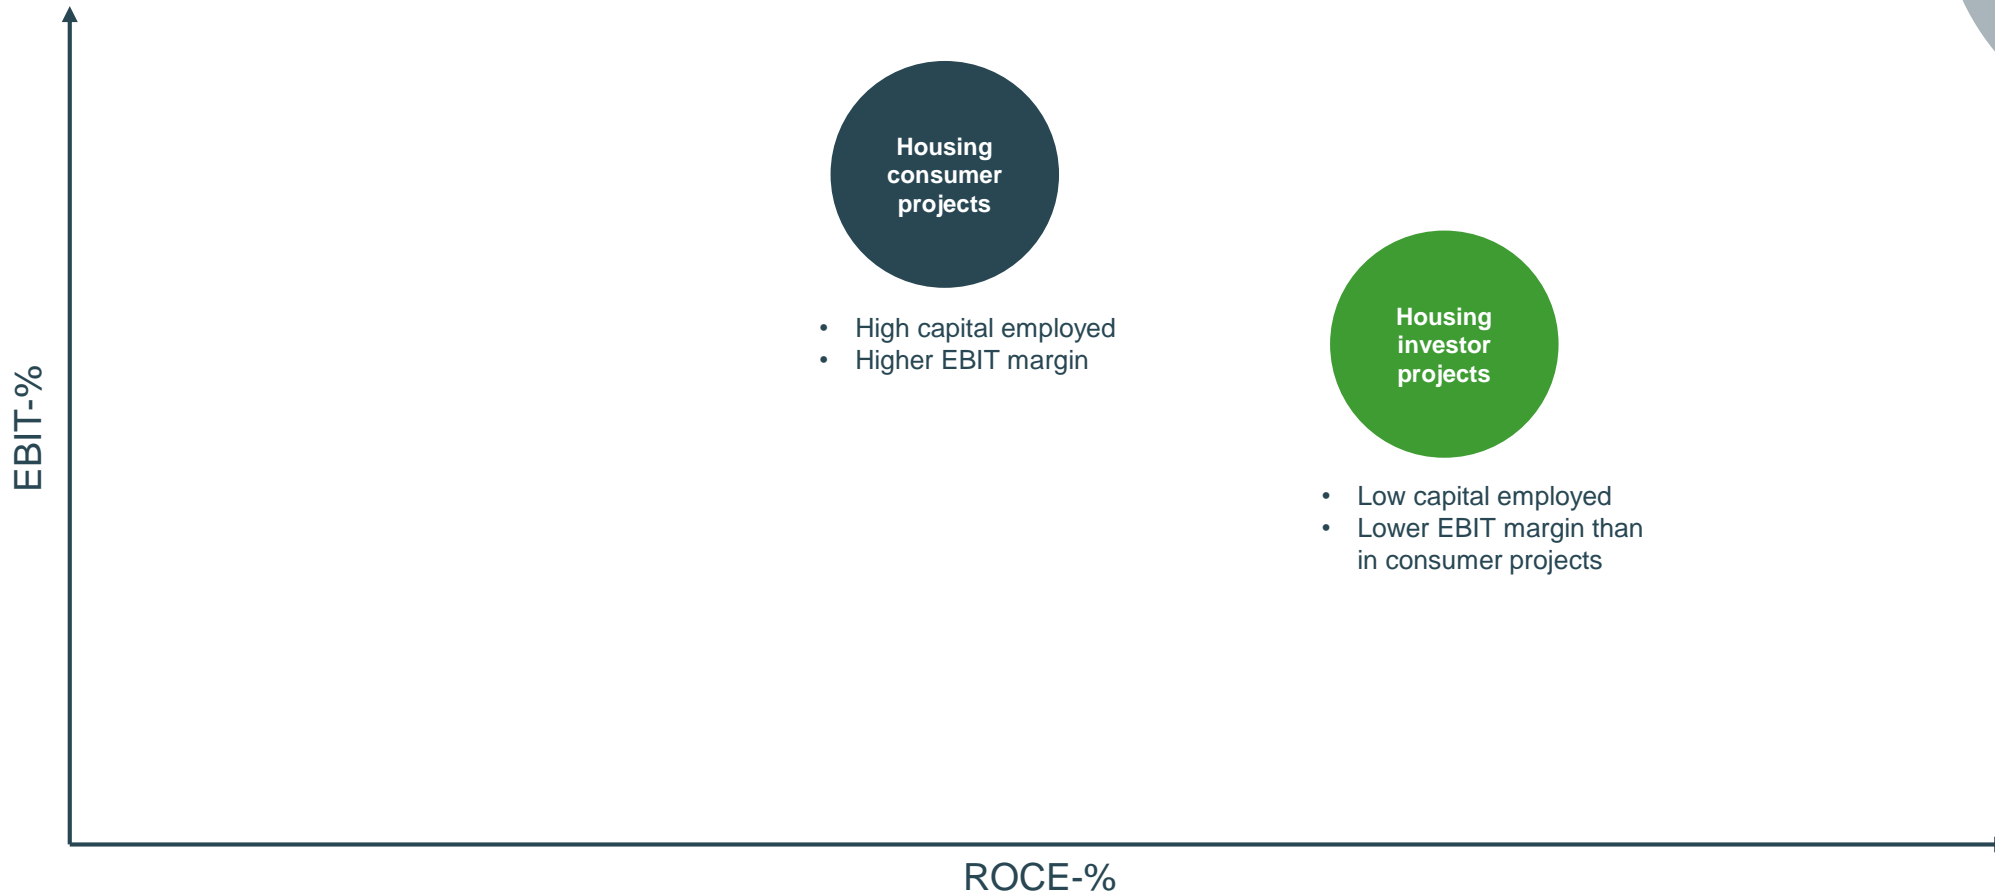 Housing
consumer
projects
• High capital employed
• Higher EBIT margin
Housing
investor
projects
• Low capital employed
• Lower EBIT margin than
in consumer projects
EBIT-%
ROCE-%